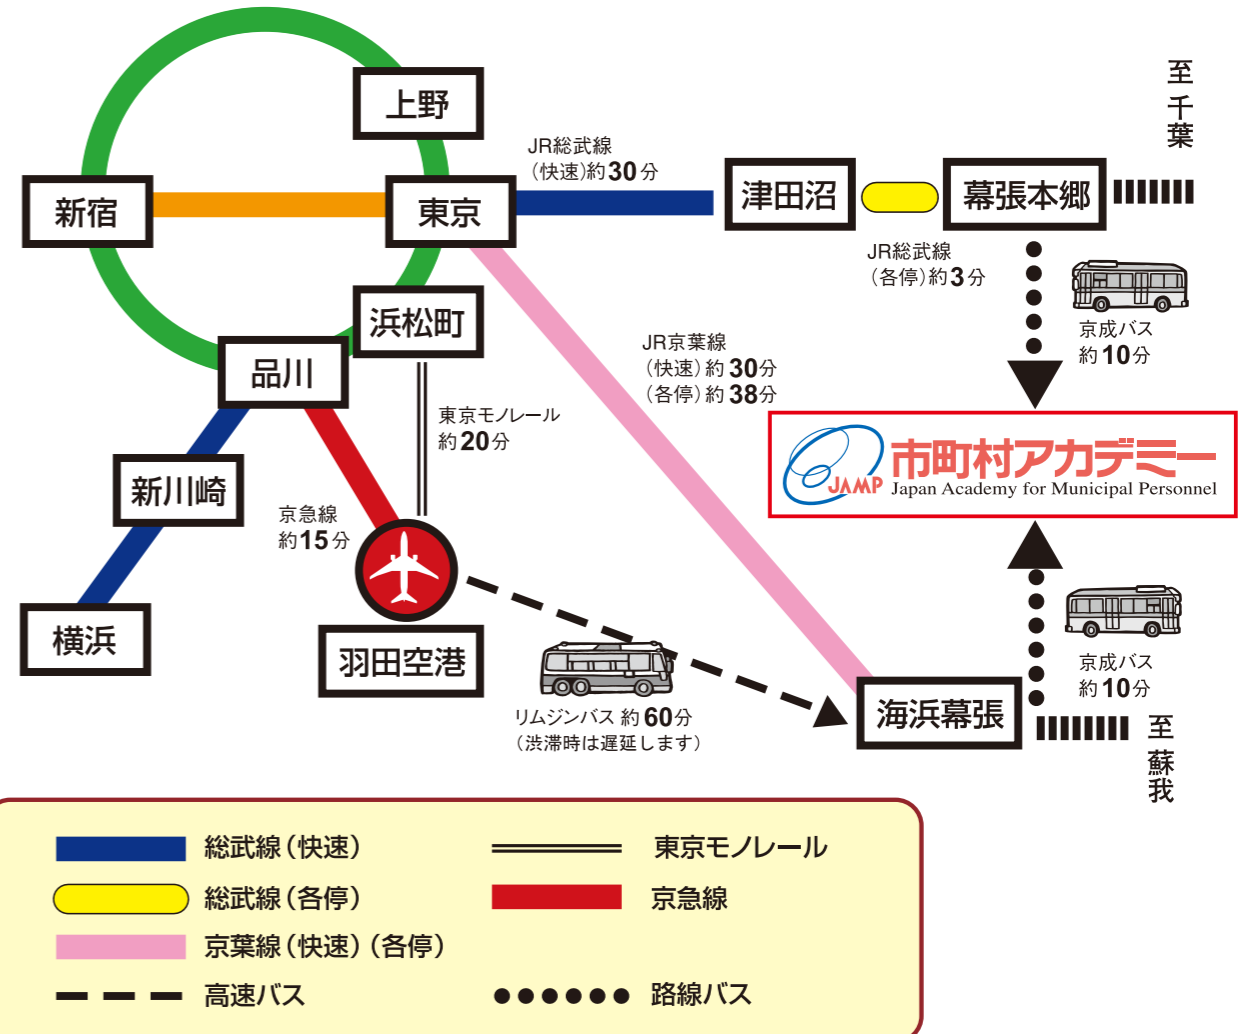 上野
新宿
東京
JR総武線
(快速)約30分
津田沼
幕張本郷
至千葉
JR総武線
(各停)約3分
京成バス
約10分
浜松町
品川
JR京葉線
(快速)約30分
(各停)約38分
東京モノレール
約20分
市町村アカデミー
JAMP
Japan Academy for Municipal Personnel
新川崎
京急線
約15分
横浜
羽田空港
リムジンバス 約60分
(渋滞時は遅延します)
京成バス
約10分
海浜幕張
至蘇我
総武線(快速)
東京モノレール
総武線(各停)
京急線
京葉線(快速)(各停)
高速バス
路線バス